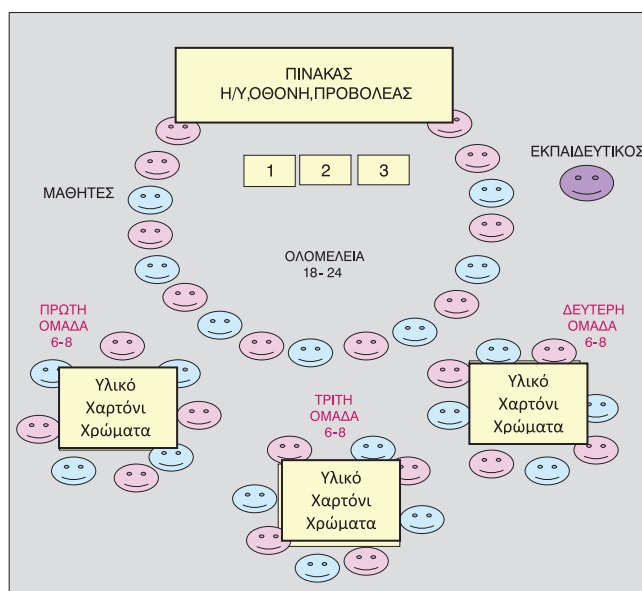 ΠΙΝΑΚΑΣ
Η/Υ,ΟΘΟΝΗ,ΠΡΟΒΟΛΕΑΣ
ΕΚΠΑΙΔΕΥΤΙΚΟΣ
1 2 3
ΜΑΘΗΤΕΣ
ΟΛΟΜΕΛΕΙΑ
18- 24
ΠΡΩΤΗ
ΟΜΑΔΑ
6-8
ΔΕΥΤΕΡΗ
ΟΜΑΔΑ
6-8
Υλικό
Χαρτόνι
Χρώματα
Υλικό
Χαρτόνι
Χρώματα
ΤΡΙΤΗ
ΟΜΑΔΑ
6-8
Υλικό
Χαρτόνι
Χρώματα